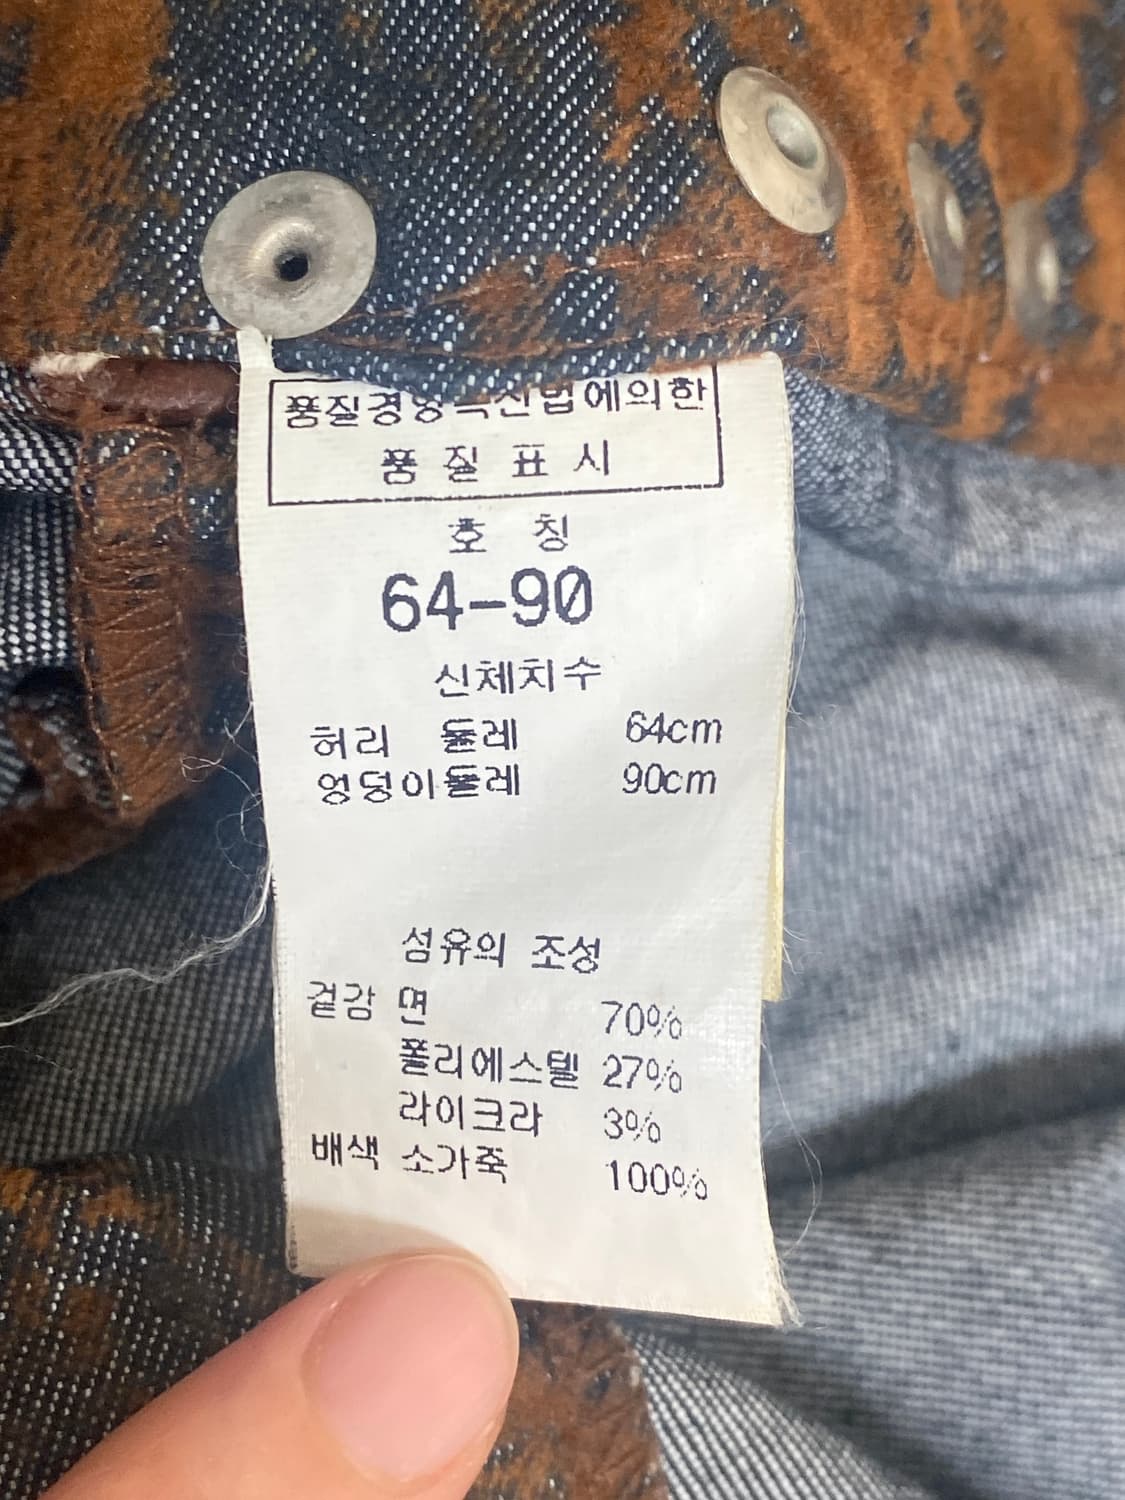 품질경영촉진법에의한
품질표시
호 칭
64-90
신체치수
허리 둘레 64cm
엉덩이둘레 90cm
섬유의 조성
겉감 면 70%
폴리에스텔 27%
라이크라 3%
배색 소가죽 100%